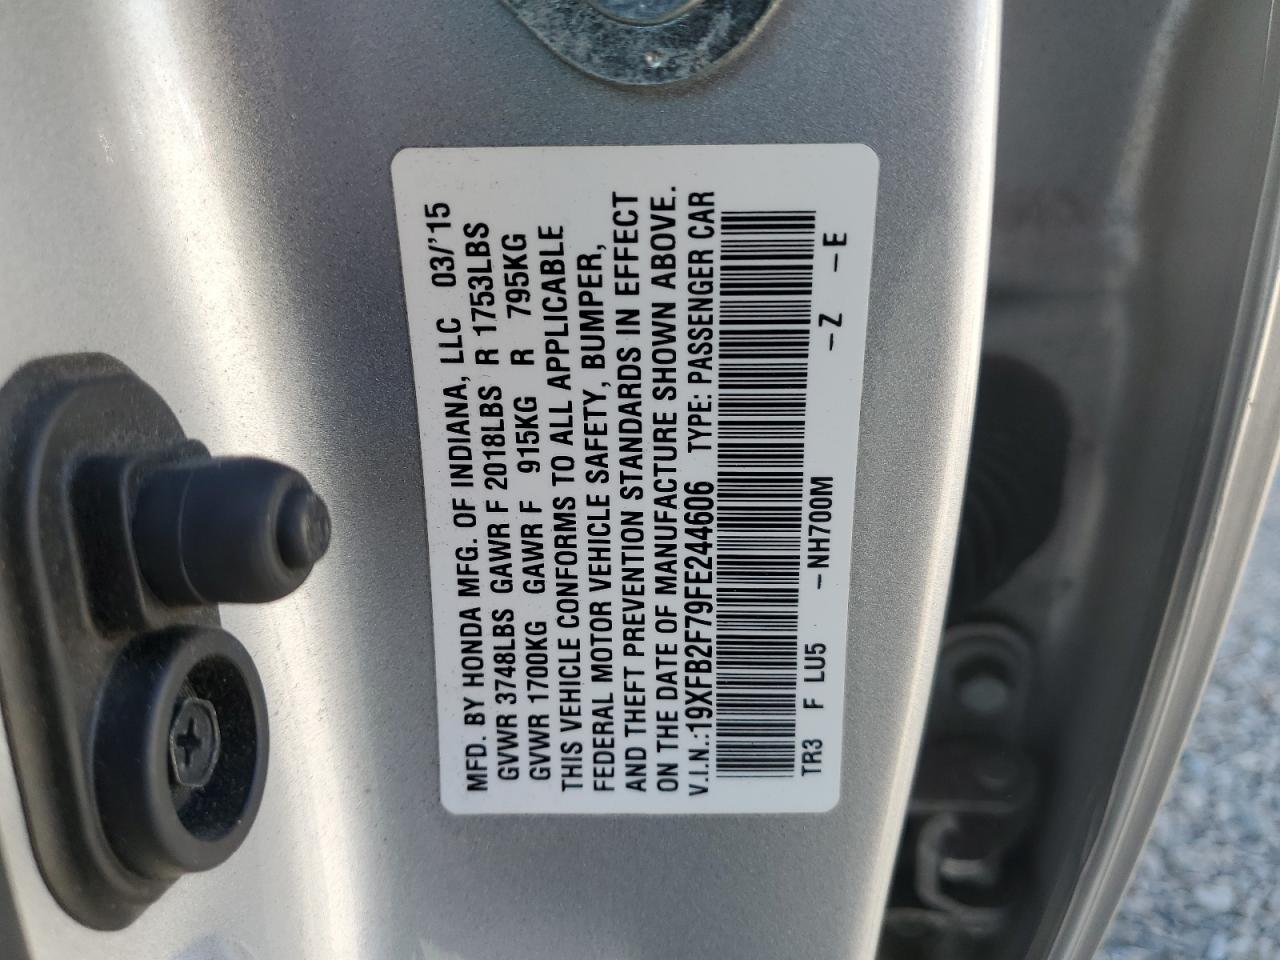 MFD. BY HONDA MFG. OF INDIANA, LLC 03/'15
GVWR 3748LBS GAWR F 2018LBS R 1753LBS
GVWR 1700KG GAWR F 915KG R 795KG
THIS VEHICLE CONFORMS TO ALL APPLICABLE
FEDERAL MOTOR VEHICLE SAFETY, BUMPER,
AND THEFT PREVENTION STANDARDS IN EFFECT
ON THE DATE OF MANUFACTURE SHOWN ABOVE.
V.I.N.:19XFB2F79FE244606 TYPE: PASSENGER CAR
TR3 F LU5 -NH700M -Z -E